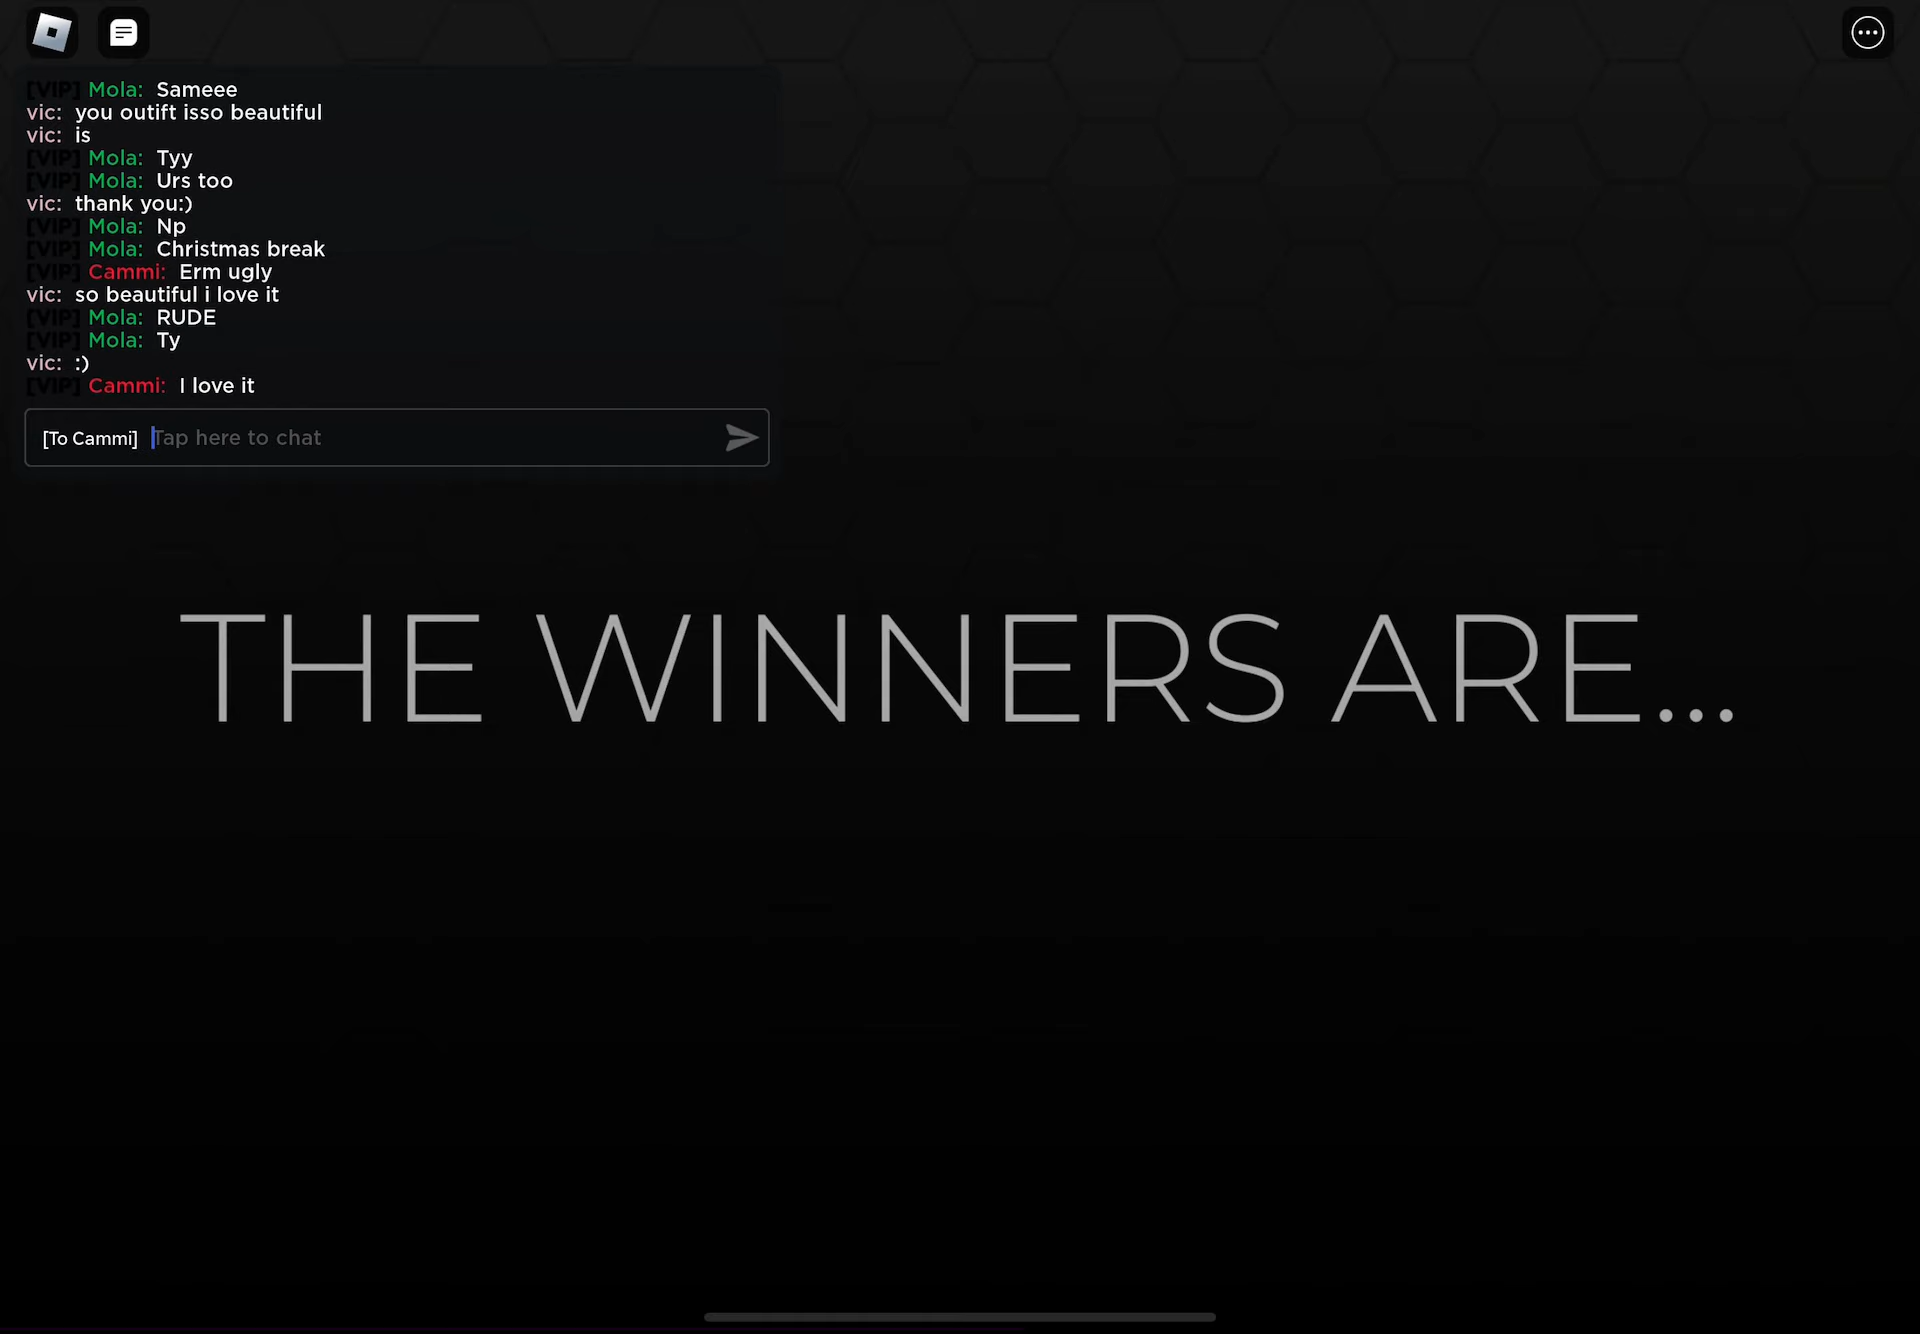 [VIP] Mola: Sameee
vic: you outift isso beautiful
vic: is
[VIP] Mola: Tyy
[VIP] Mola: Urs too
vic: thank you:)
[VIP] Mola: Np
[VIP] Mola: Christmas break
[VIP] Cammi: Erm ugly
vic: so beautiful i love it
[VIP] Mola: RUDE
[VIP] Mola: Ty
vic: :)
[VIP] Cammi: I love it
[To Cammi] Tap here to chat
THE WINNERS ARE...